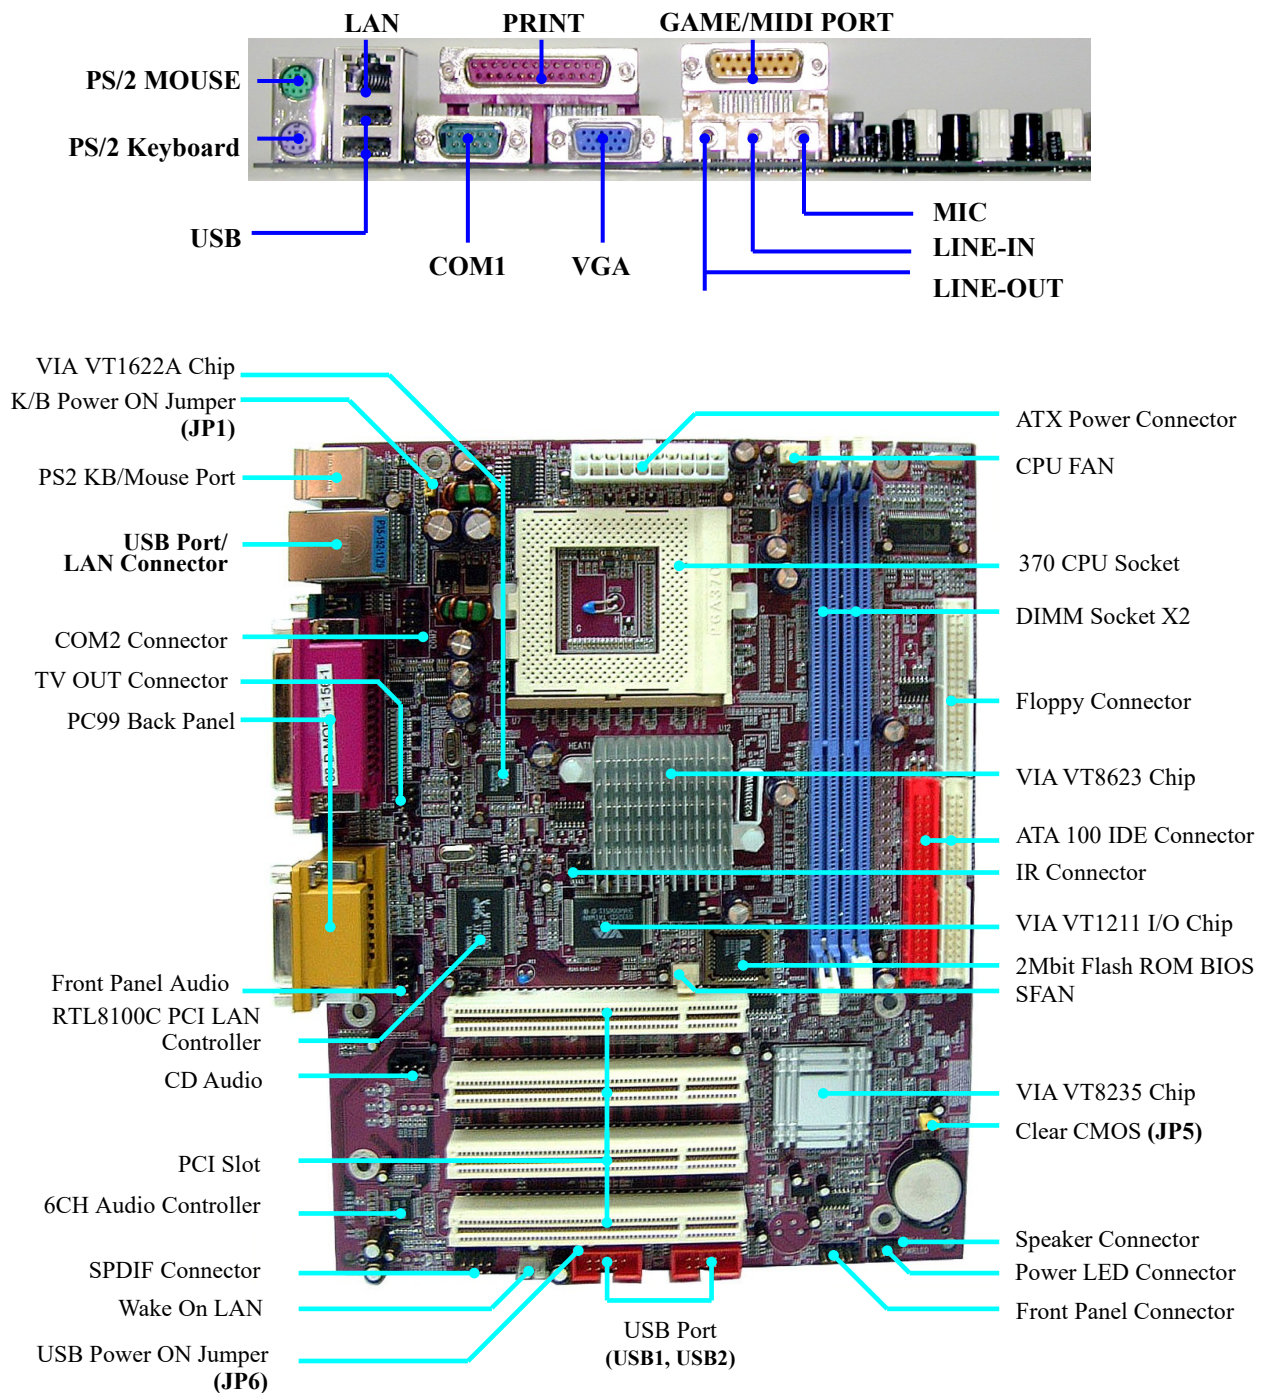 LAN
PRINT
GAME/MIDI PORT
PS/2 MOUSE
PS/2 Keyboard
USB
COM1
VGA
MIC
LINE-IN
LINE-OUT
VIA VT1622A Chip
K/B Power ON Jumper
(JP1)
PS2 KB/Mouse Port
USB Port/
LAN Connector
COM2 Connector
TV OUT Connector
PC99 Back Panel
Front Panel Audio
RTL8100C PCI LAN
Controller
CD Audio
PCI Slot
6CH Audio Controller
SPDIF Connector
Wake On LAN
USB Power ON Jumper
(JP6)
USB Port
(USB1, USB2)
ATX Power Connector
CPU FAN
370 CPU Socket
DIMM Socket X2
Floppy Connector
VIA VT8623 Chip
ATA 100 IDE Connector
IR Connector
VIA VT1211 I/O Chip
2Mbit Flash ROM BIOS
SFAN
VIA VT8235 Chip
Clear CMOS (JP5)
Speaker Connector
Power LED Connector
Front Panel Connector
HEAT1
U12